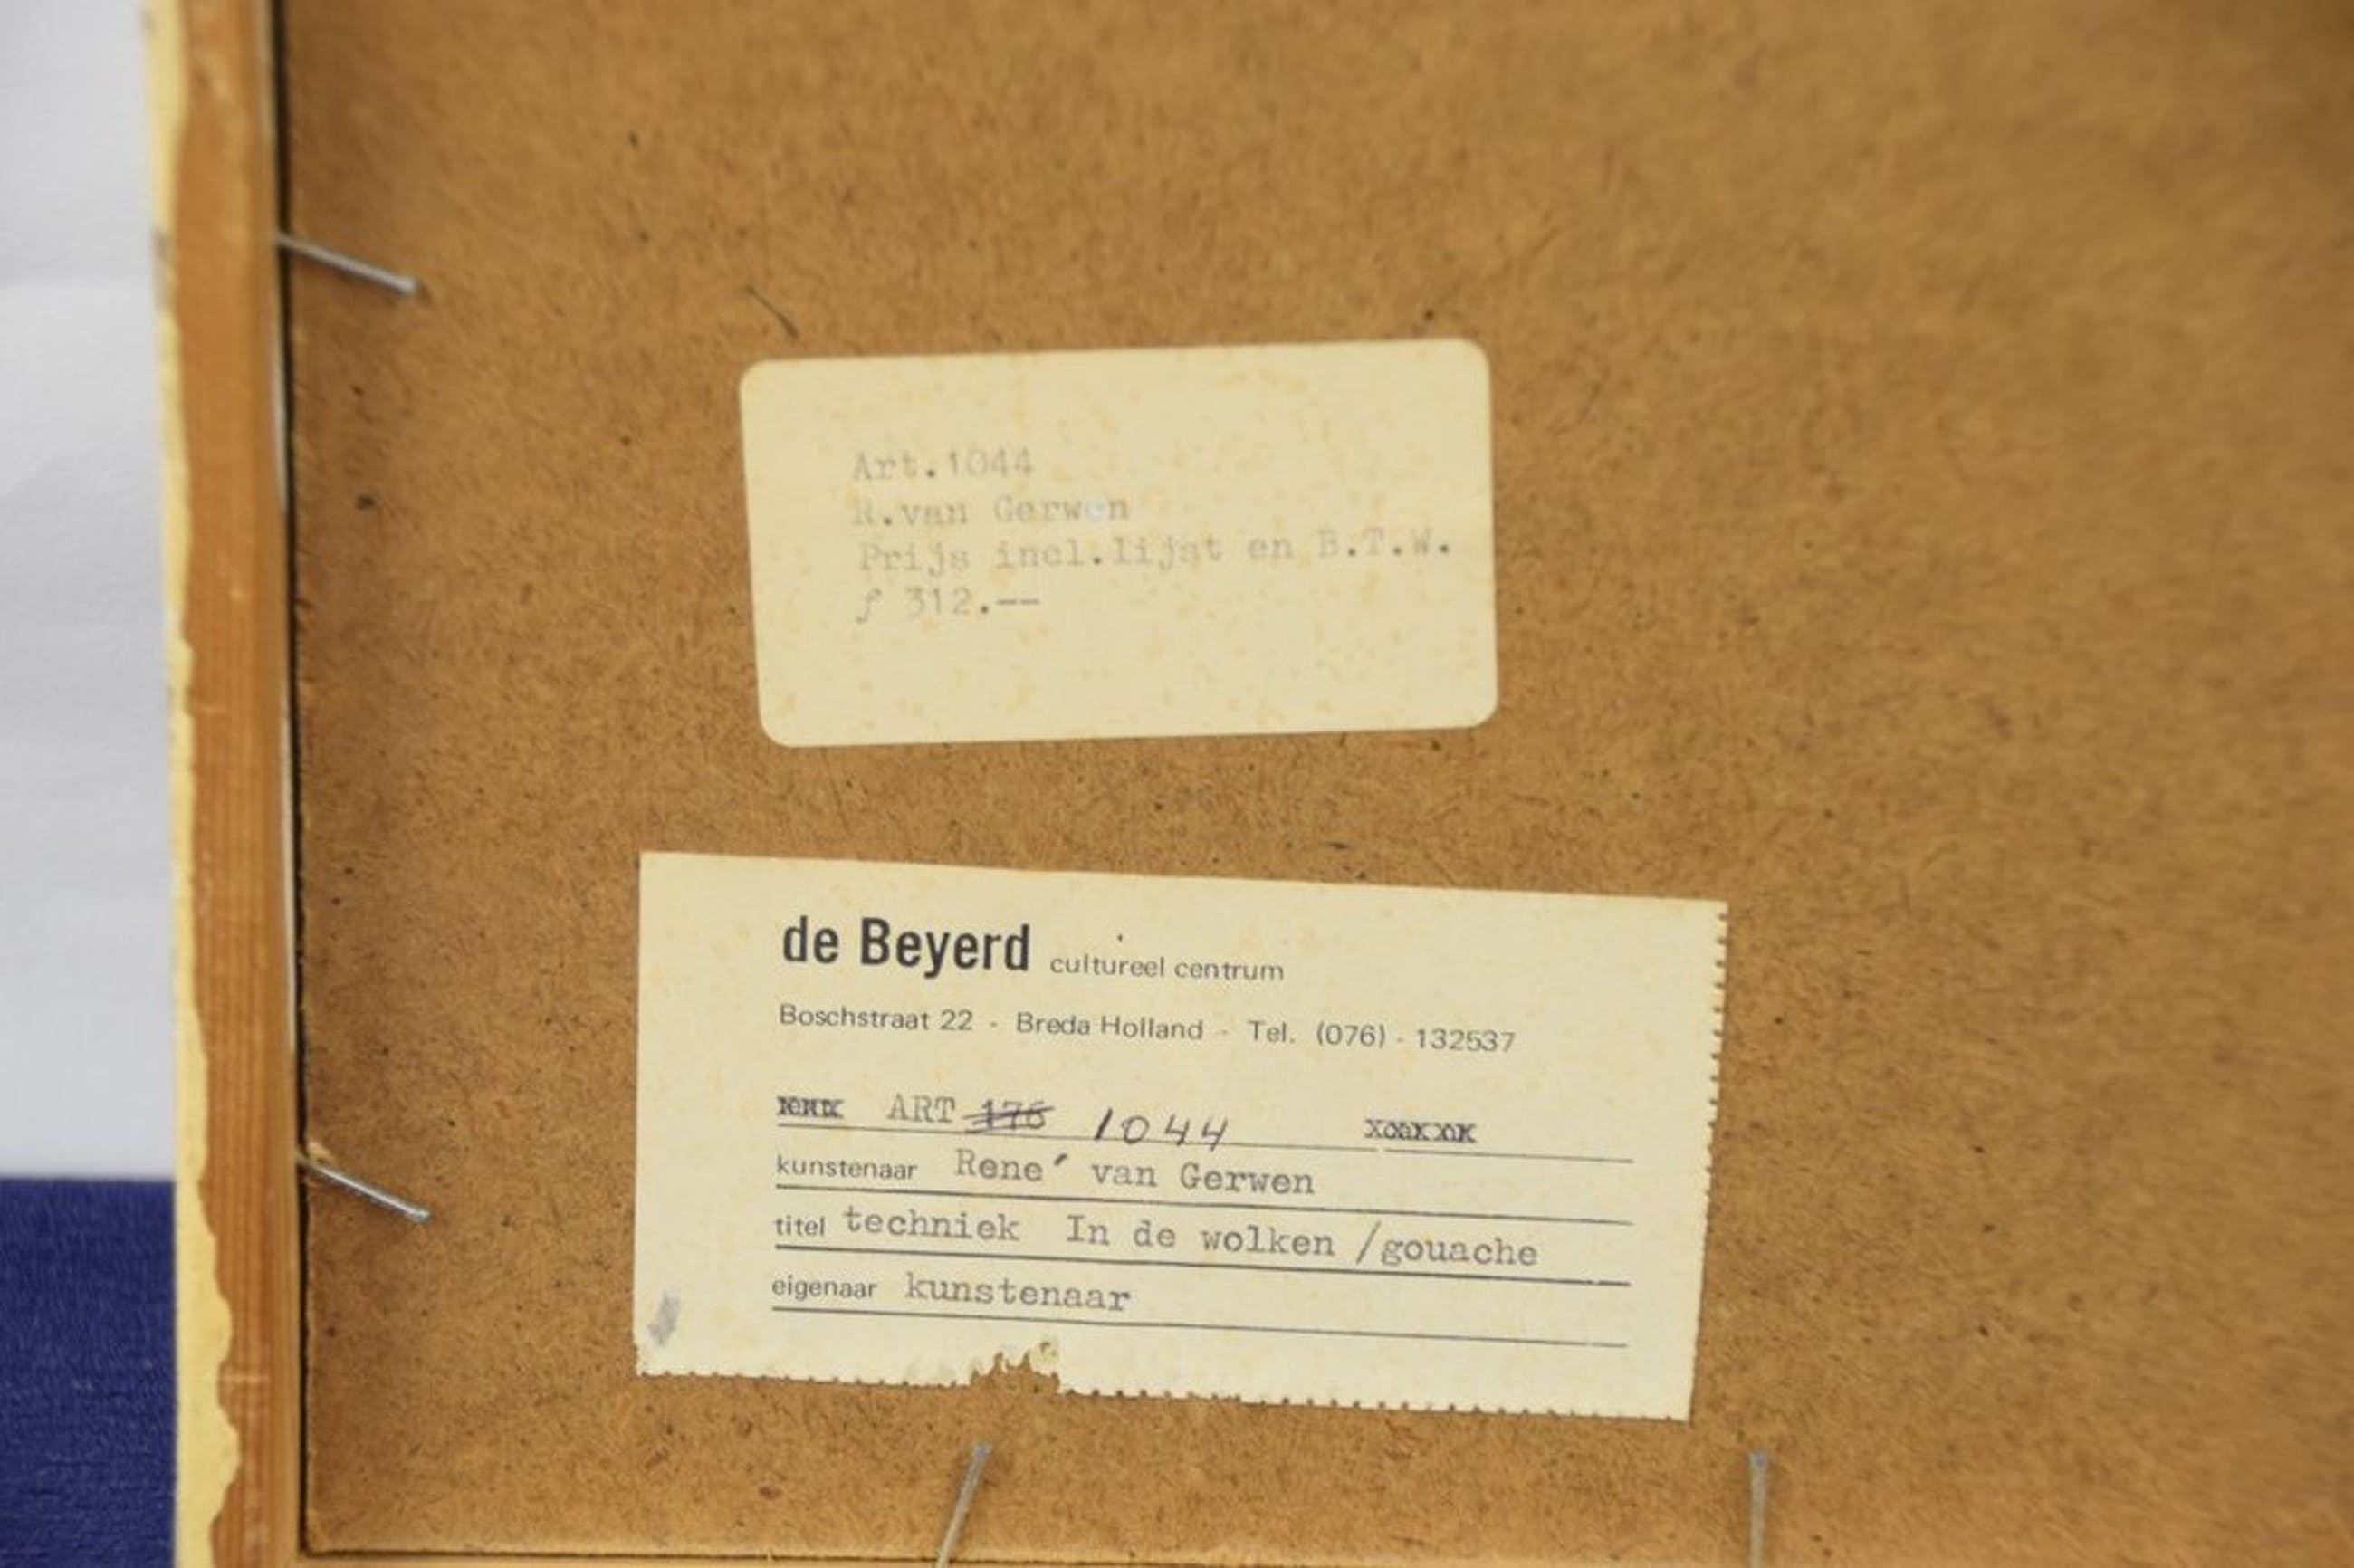 Art.1044
R.van Gerwen
Prijs incl.lijst en B.T.W.
ƒ 312.--
de Beyerd cultureel centrum
Boschstraat 22 - Breda Holland - Tel. (076) - 132537
ART 176 1044
kunstenaar Rene´ van Gerwen
titel techniek In de wolken /gouache
eigenaar kunstenaar